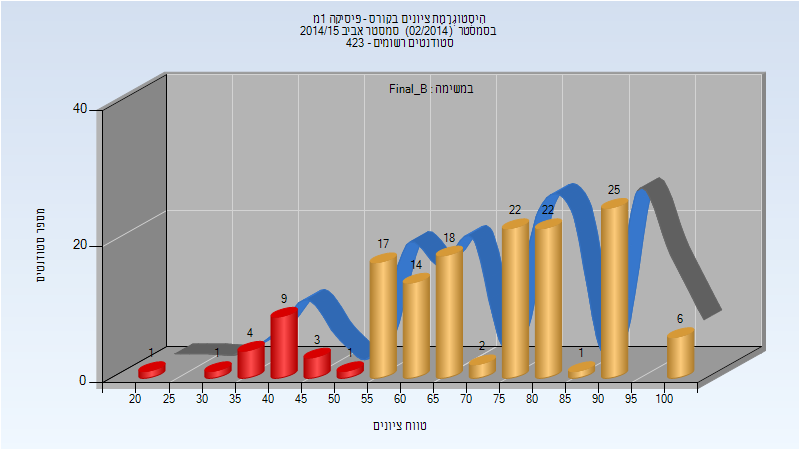 היסטוגרמת ציונים בקורס - פיסיקה 1מ
בסמסטר (02/2014) סמסטר אביב 2014/15
סטודנטים רשומים - 423
במשימה : Final_B
מספר סטודנטים
40
20
0
1
1
4
9
3
1
17
14
18
2
22
22
1
25
6
20 25 30 35 40 45 50 55 60 65 70 75 80 85 90 95 100
טווח ציונים